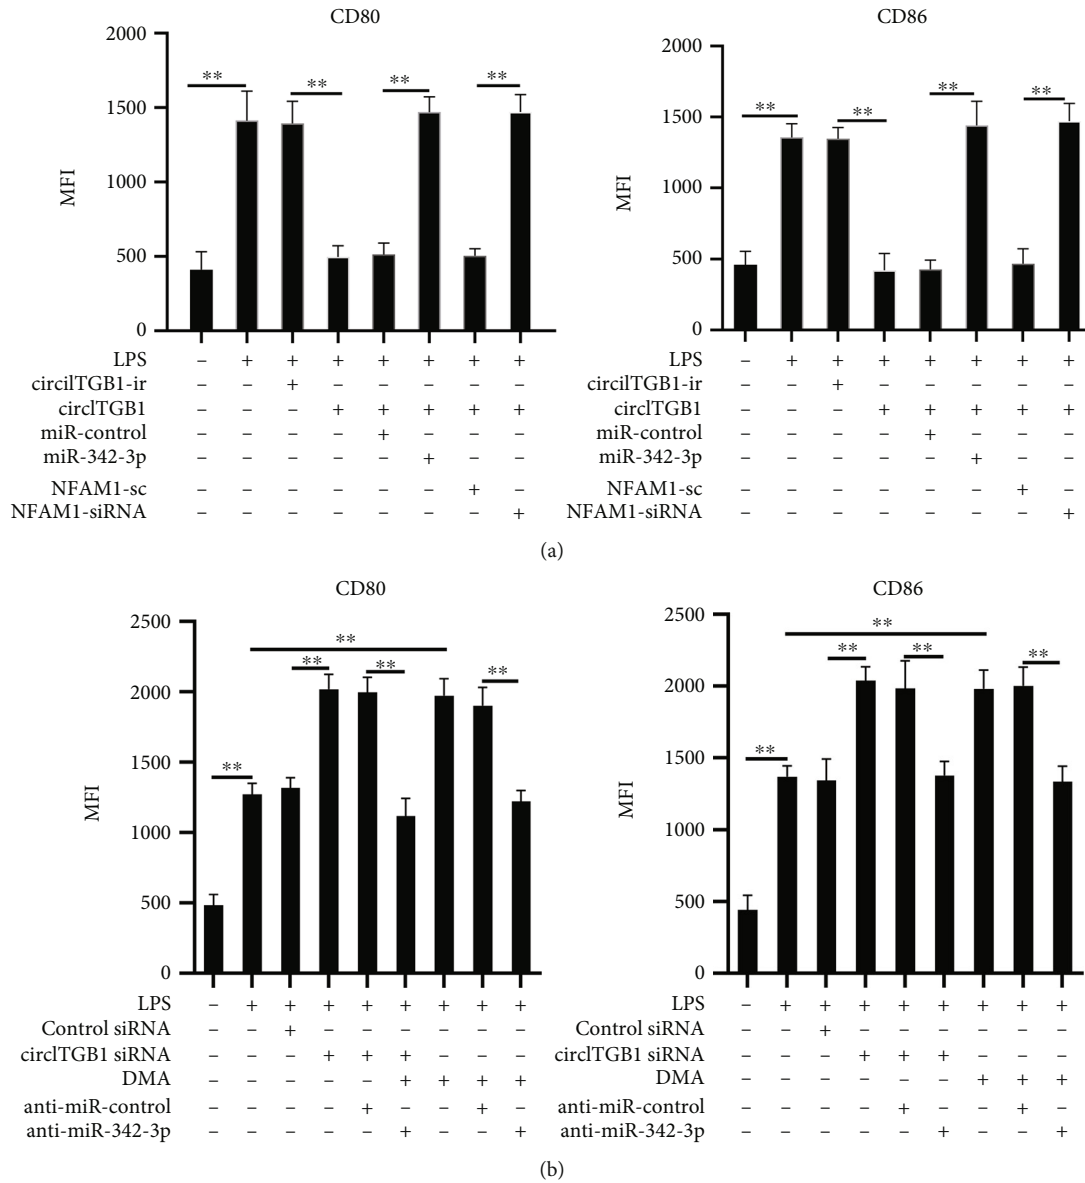 CD80
2000
1500
1000
500
0
MFI
** ** ** **
LPS – + + + + + + +
circilTGB1-ir – – + – – – – –
circlTGB1 – – – + + + + +
miR-control – – – – + – – –
miR-342-3p – – – – – + – –
NFAM1-sc – – – – – – + –
NFAM1-siRNA – – – – – – – +
CD86
2000
1500
1000
500
0
MFI
** ** ** **
LPS – + + + + + + +
circilTGB1-ir – – + – – – – –
circlTGB1 – – – + + + + +
miR-control – – – – + – – –
miR-342-3p – – – – – + – –
NFAM1-sc – – – – – – + –
NFAM1-siRNA – – – – – – – +
(a)
CD80
2500
2000
1500
1000
500
0
MFI
**
** ** **
**
LPS – + + + + + + + +
Control siRNA – – + – – – – – –
circlTGB1 siRNA – – – + + + – – –
DMA – – – – – + + + +
anti-miR-control – – – – + – – + –
anti-miR-342-3p – – – – – + – – +
CD86
2500
2000
1500
1000
500
0
MFI
**
** ** **
**
LPS – + + + + + + + +
Control siRNA – – + – – – – – –
circlTGB1 siRNA – – – + + + – – –
DMA – – – – – – + + +
anti-miR-control – – – – + – – + –
anti-miR-342-3p – – – – – + – – +
(b)